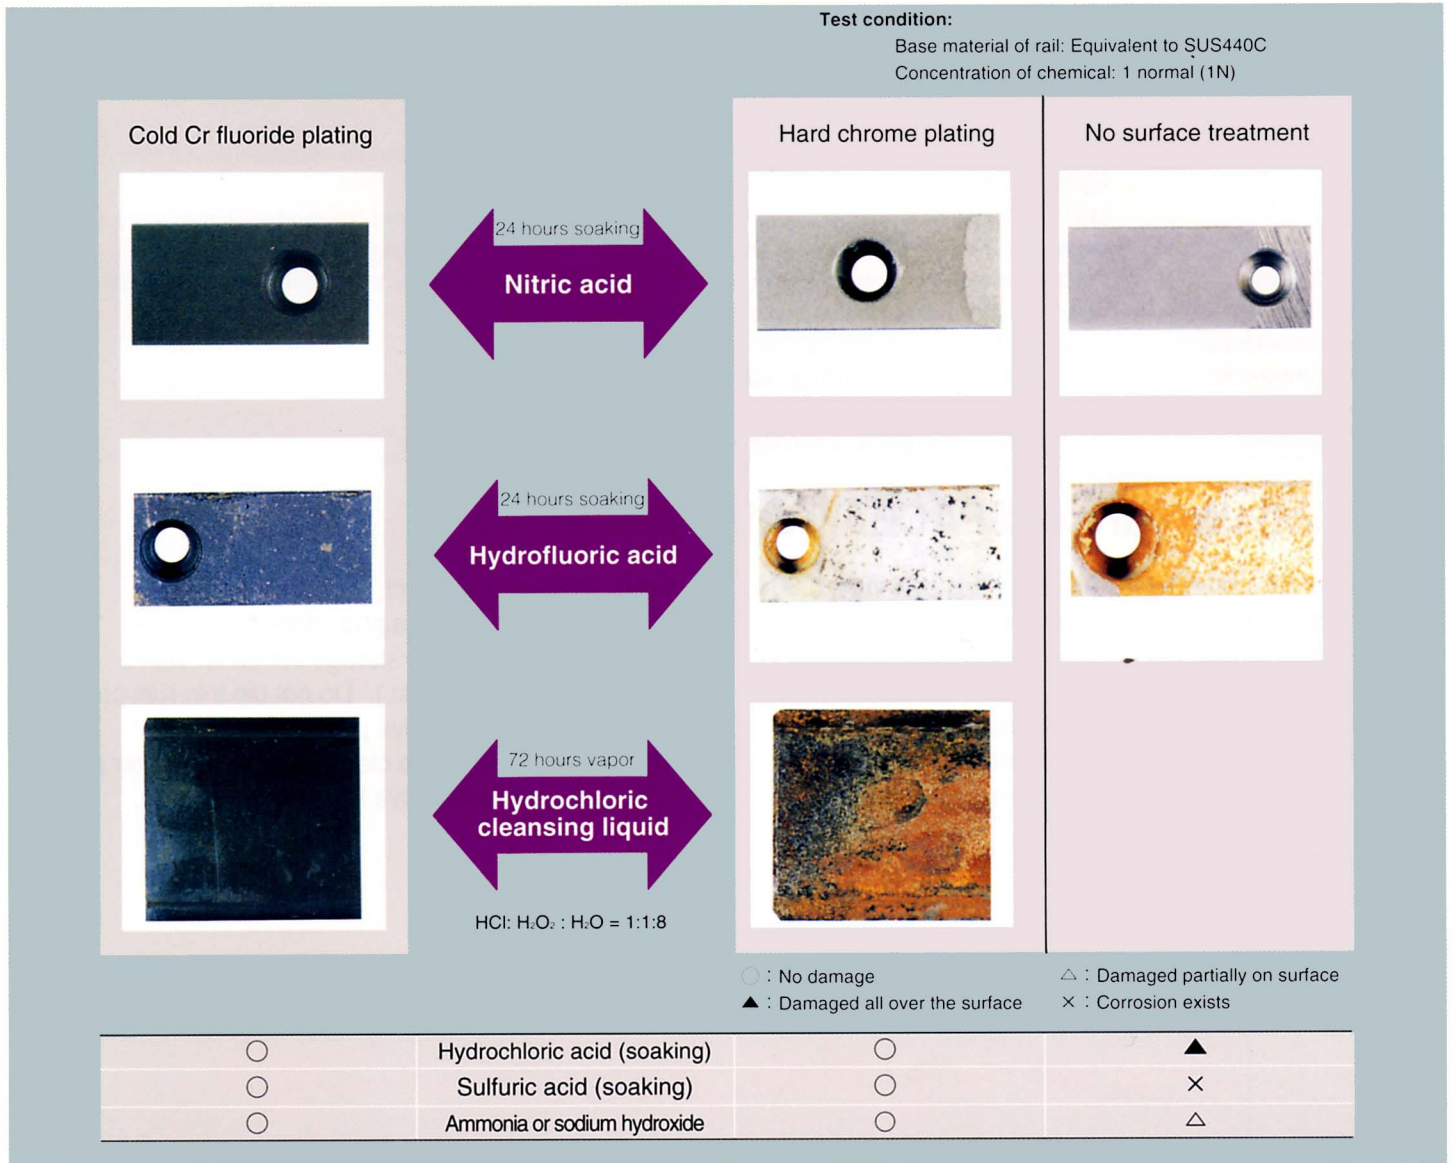 Test condition:
Base material of rail: Equivalent to SUS440C
Concentration of chemical: 1 normal (1N)
Cold Cr fluoride plating
Hard chrome plating
No surface treatment
24 hours soaking
Nitric acid
24 hours soaking
Hydrofluoric acid
72 hours vapor
Hydrochloric
cleansing liquid
HCl: H₂O₂ : H₂O = 1:1:8
○ : No damage
△ : Damaged partially on surface
▲ : Damaged all over the surface
× : Corrosion exists
○ Hydrochloric acid (soaking) ○ ▲
○ Sulfuric acid (soaking) ○ ×
○ Ammonia or sodium hydroxide ○ △